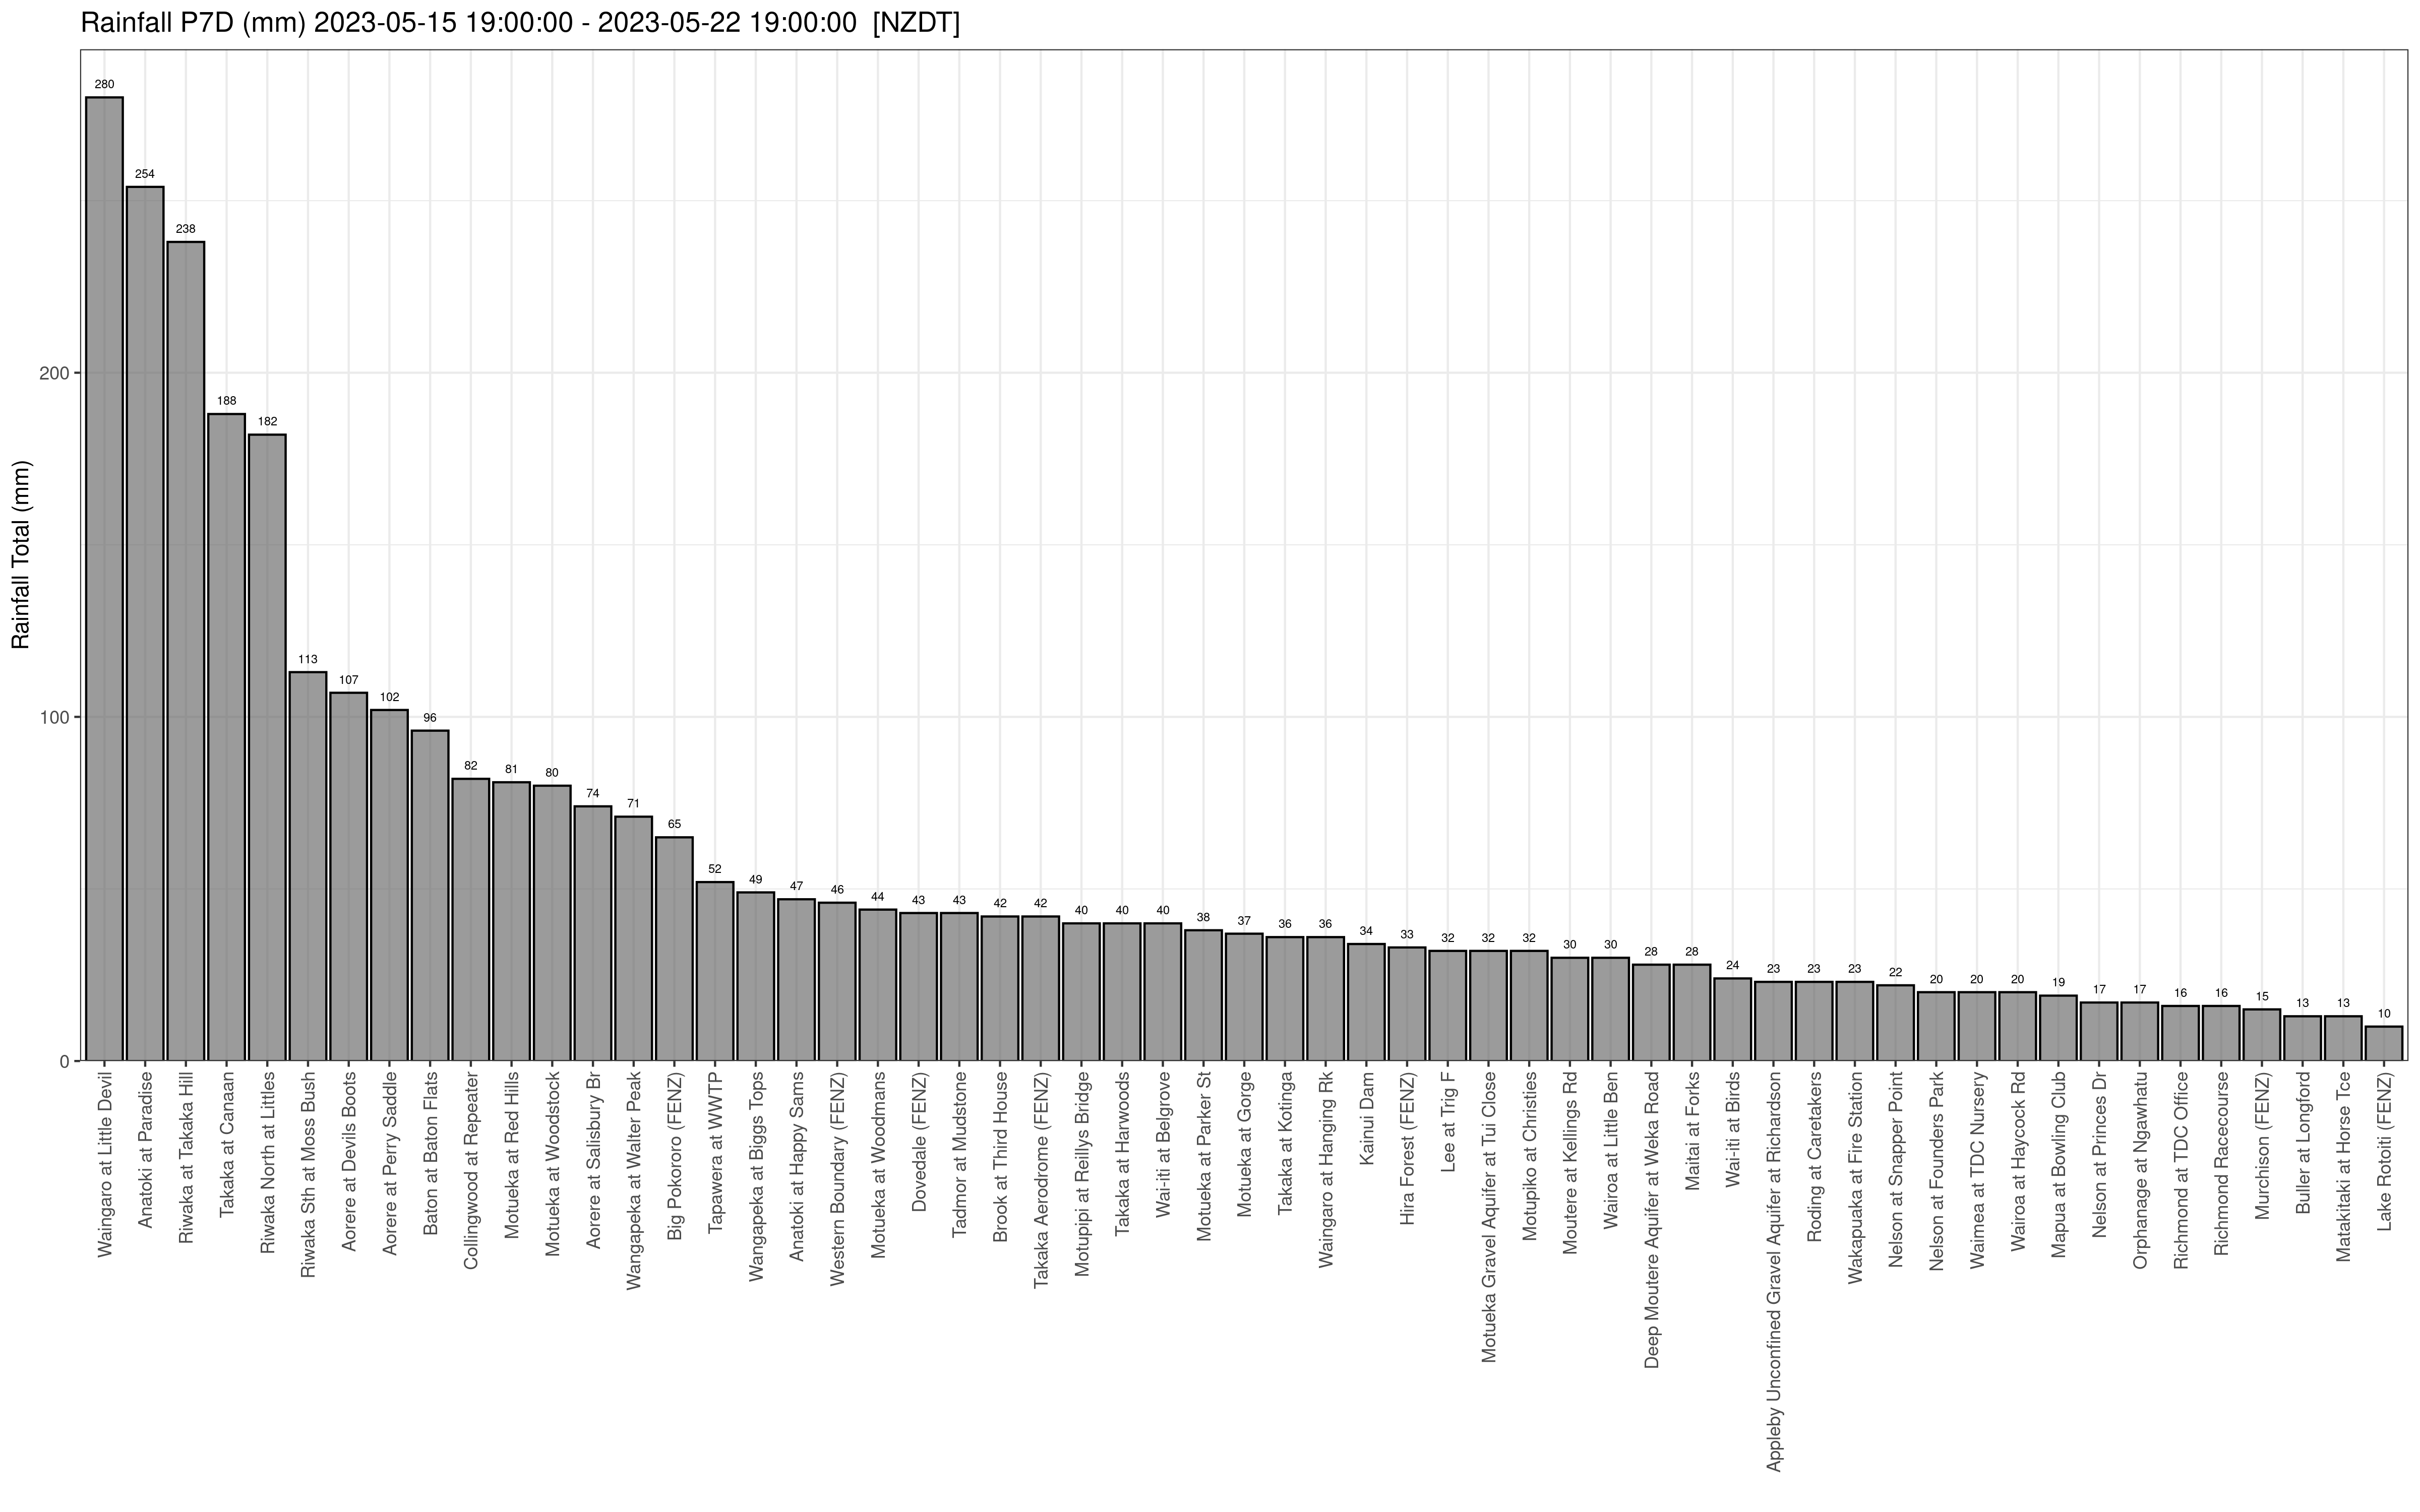 Rainfall P7D (mm) 2023-05-15 19:00:00 - 2023-05-22 19:00:00 [NZDT]
Rainfall Total (mm)
200
100
0
280
254
238
188
182
113
107
102
96
82
81
80
74
71
65
52
49
47
46
44
43
43
42
42
40
40
40
38
37
36
36
34
33
32
32
32
30
30
28
28
24
23
23
23
22
20
20
20
19
17
17
16
16
15
13
13
10
Waingaro at Little Devil
Anatoki at Paradise
Riwaka at Takaka Hill
Takaka at Canaan
Riwaka North at Littles
Riwaka Sth at Moss Bush
Aorere at Devils Boots
Aorere at Perry Saddle
Baton at Baton Flats
Collingwood at Repeater
Motueka at Red Hills
Motueka at Woodstock
Aorere at Salisbury Br
Wangapeka at Walter Peak
Big Pokororo (FENZ)
Tapawera at WWTP
Wangapeka at Biggs Tops
Anatoki at Happy Sams
Western Boundary (FENZ)
Motueka at Woodmans
Dovedale (FENZ)
Tadmor at Mudstone
Brook at Third House
Takaka Aerodrome (FENZ)
Motupipi at Reillys Bridge
Takaka at Harwoods
Wai-iti at Belgrove
Motueka at Parker St
Motueka at Gorge
Takaka at Kotinga
Waingaro at Hanging Rk
Kainui Dam
Hira Forest (FENZ)
Lee at Trig F
Motueka Gravel Aquifer at Tui Close
Motupiko at Christies
Moutere at Kellings Rd
Wairoa at Little Ben
Deep Moutere Aquifer at Weka Road
Maitai at Forks
Wai-iti at Birds
Appleby Unconfined Gravel Aquifer at Richardson
Roding at Caretakers
Wakapuaka at Fire Station
Nelson at Snapper Point
Nelson at Founders Park
Waimea at TDC Nursery
Wairoa at Haycock Rd
Mapua at Bowling Club
Nelson at Princes Dr
Orphanage at Ngawhatu
Richmond at TDC Office
Richmond Racecourse
Murchison (FENZ)
Buller at Longford
Matakitaki at Horse Tce
Lake Rotoiti (FENZ)